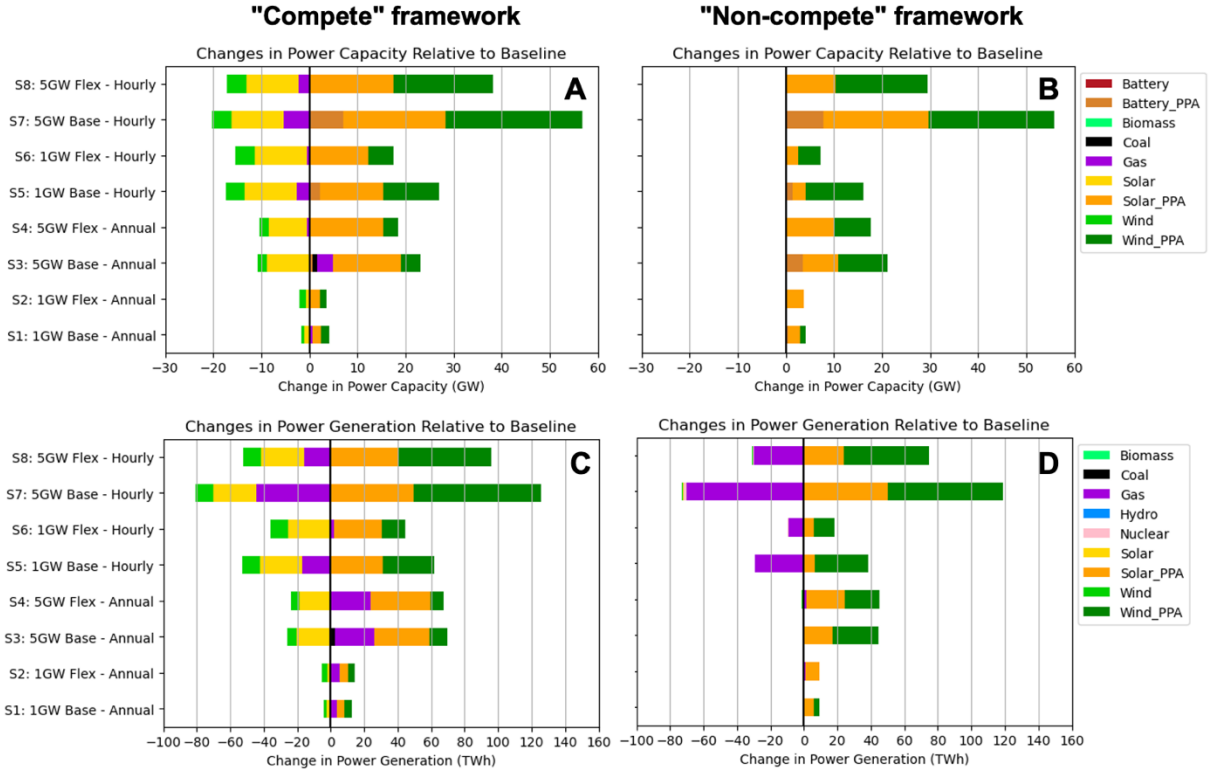 "Compete" framework
"Non-compete" framework
Changes in Power Capacity Relative to Baseline
S8: 5GW Flex - Hourly
S7: 5GW Base - Hourly
S6: 1GW Flex - Hourly
S5: 1GW Base - Hourly
S4: 5GW Flex - Annual
S3: 5GW Base - Annual
S2: 1GW Flex - Annual
S1: 1GW Base - Annual
A
−30 −20 −10 0 10 20 30 40 50 60
Change in Power Capacity (GW)
Changes in Power Capacity Relative to Baseline
B
−30 −20 −10 0 10 20 30 40 50 60
Change in Power Capacity (GW)
Battery
Battery_PPA
Biomass
Coal
Gas
Solar
Solar_PPA
Wind
Wind_PPA
Changes in Power Generation Relative to Baseline
S8: 5GW Flex - Hourly
S7: 5GW Base - Hourly
S6: 1GW Flex - Hourly
S5: 1GW Base - Hourly
S4: 5GW Flex - Annual
S3: 5GW Base - Annual
S2: 1GW Flex - Annual
S1: 1GW Base - Annual
C
−100 −80 −60 −40 −20 0 20 40 60 80 100 120 140 160
Change in Power Generation (TWh)
Changes in Power Generation Relative to Baseline
D
−100 −80 −60 −40 −20 0 20 40 60 80 100 120 140 160
Change in Power Generation (TWh)
Biomass
Coal
Gas
Hydro
Nuclear
Solar
Solar_PPA
Wind
Wind_PPA